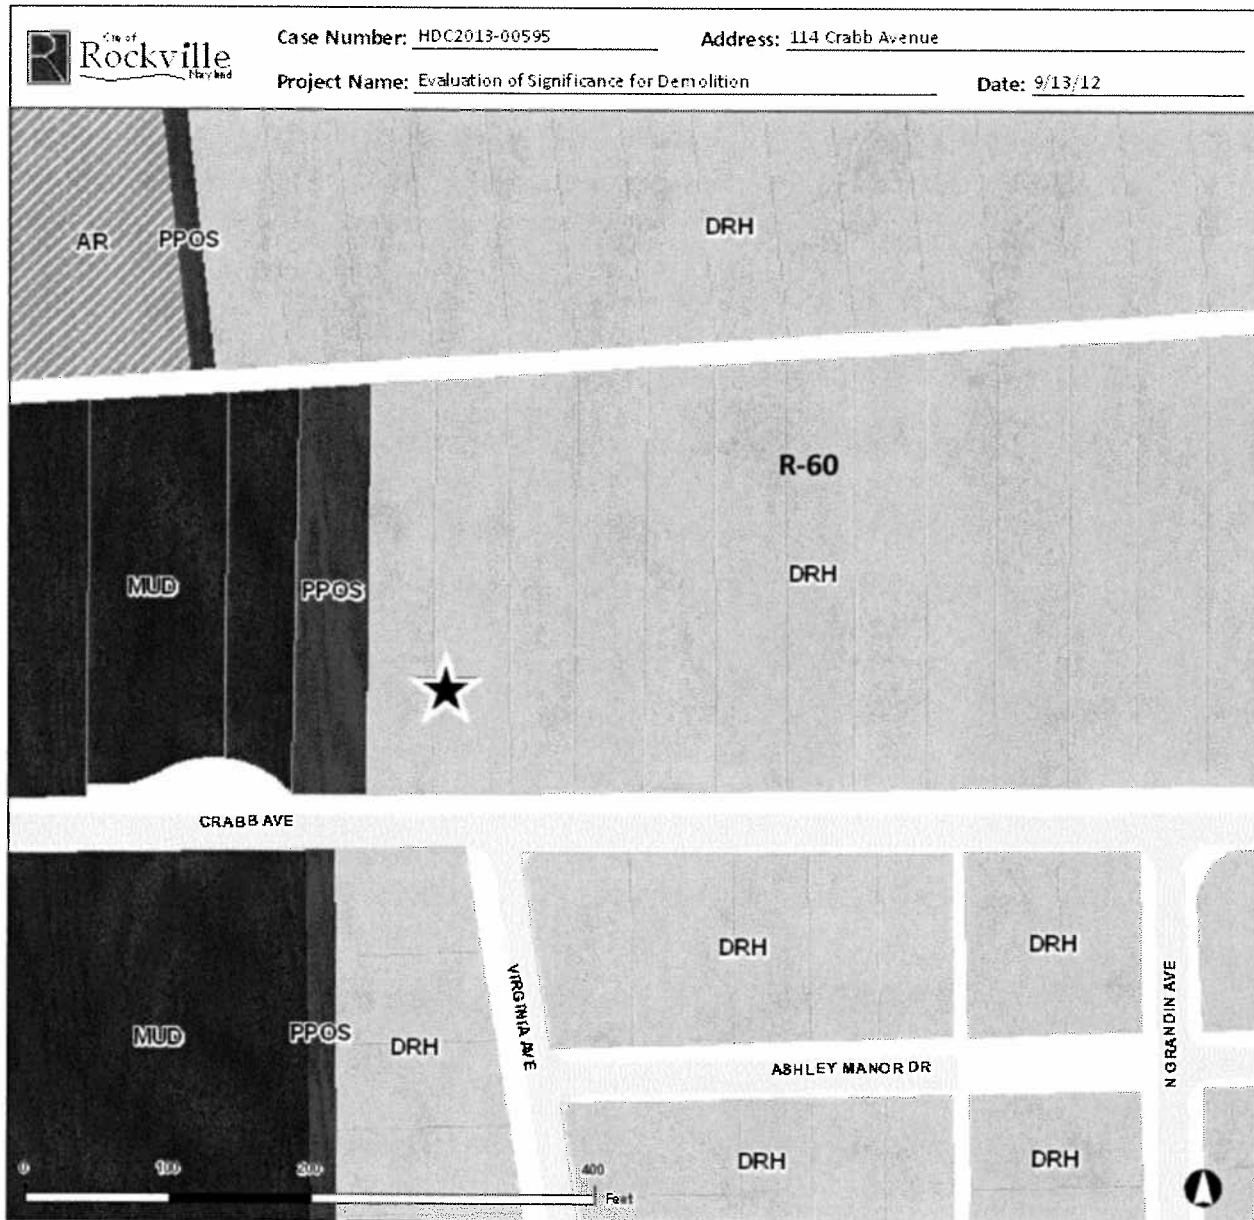 City of
Rockville
Maryland
Case Number: HDC2013-00595
Address: 114 Crabb Avenue
Project Name: Evaluation of Significance for Demolition
Date: 9/13/12
DRH
AR
PPOS
R-60
DRH
MUD
PPOS
CRABB AVE
DRH
DRH
VIRGINIA AVE
N GRANDIN AVE
MUD
PPOS
DRH
ASHLEY MANOR DR
DRH
DRH
0
100
200
400
Feet